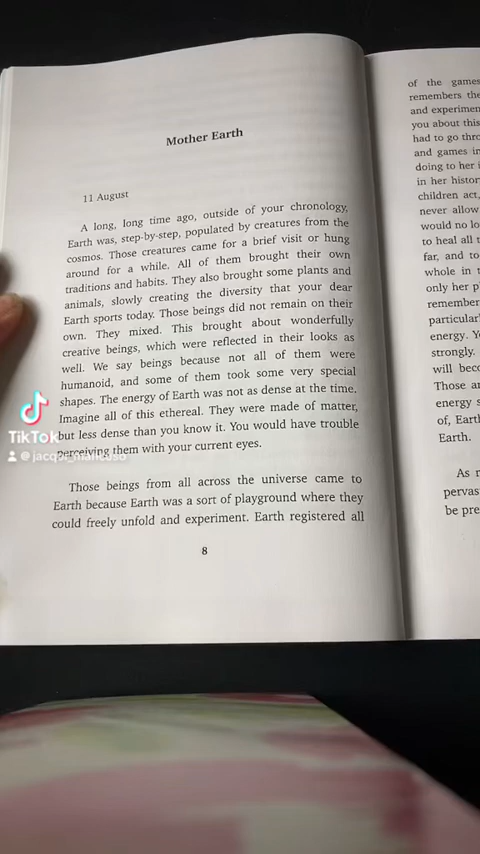 Mother Earth
11 August
A long, long time ago, outside of your chronology,
Earth was, step-by-step, populated by creatures from the
cosmos. Those creatures came for a brief visit or hung
around for a while. All of them brought their own
traditions and habits. They also brought some plants and
animals, slowly creating the diversity that your dear
Earth sports today. Those beings did not remain on their
own. They mixed. This brought about wonderfully
creative beings, which were reflected in their looks as
well. We say beings because not all of them were
humanoid, and some of them took some very special
shapes. The energy of Earth was not as dense at the time.
Imagine all of this ethereal. They were made of matter,
but less dense than you know it. You would have trouble
perceiving them with your current eyes.
Those beings from all across the universe came to
Earth because Earth was a sort of playground where they
could freely unfold and experiment. Earth registered all
8
TikTok
of the games
remembers the
and experimen
you about this
had to go thro
and games in
doing to her i
in her histor
children act,
never allow
would no lo
to heal all t
far, and to
whole in t
only her p
remember
particular
energy. Y
strongly.
will bec
Those a
energy s
of, Eart
Earth.
As r
pervas
be pre